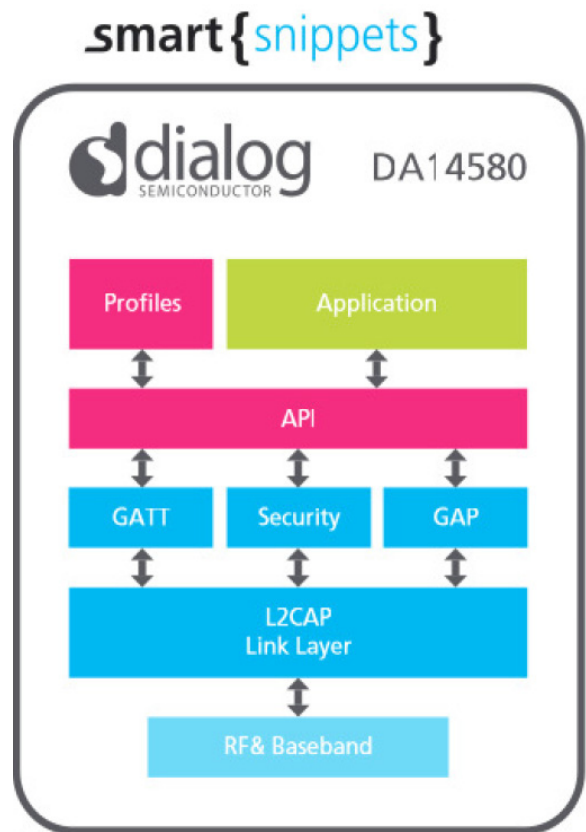 smart{snippets}
dialog
SEMICONDUCTOR
DA14580
Profiles
Application
API
GATT
Security
GAP
L2CAP
Link Layer
RF& Baseband